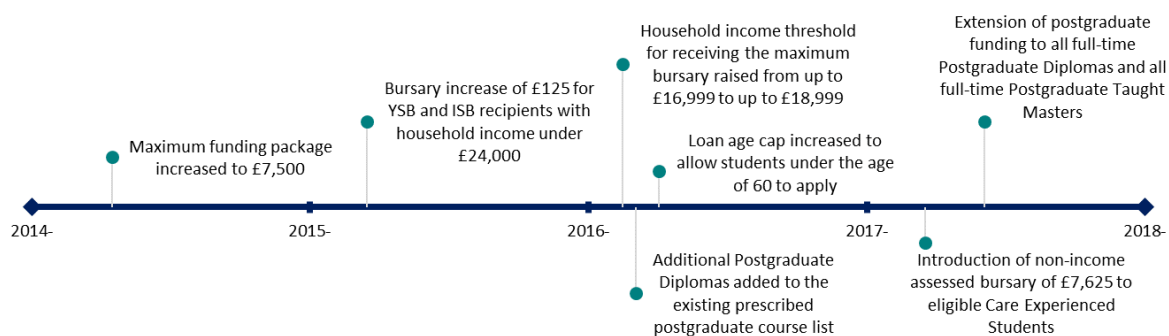 Maximum funding package
increased to £7,500
Bursary increase of £125 for
YSB and ISB recipients with
household income under
£24,000
Household income threshold
for receiving the maximum
bursary raised from up to
£16,999 to up to £18,999
Loan age cap increased to
allow students under the age
of 60 to apply
Extension of postgraduate
funding to all full-time
Postgraduate Diplomas and all
full-time Postgraduate Taught
Masters
2014-
2015-
2016-
2017-
2018-
Additional Postgraduate
Diplomas added to the
existing prescribed
postgraduate course list
Introduction of non-income
assessed bursary of £7,625 to
eligible Care Experienced
Students